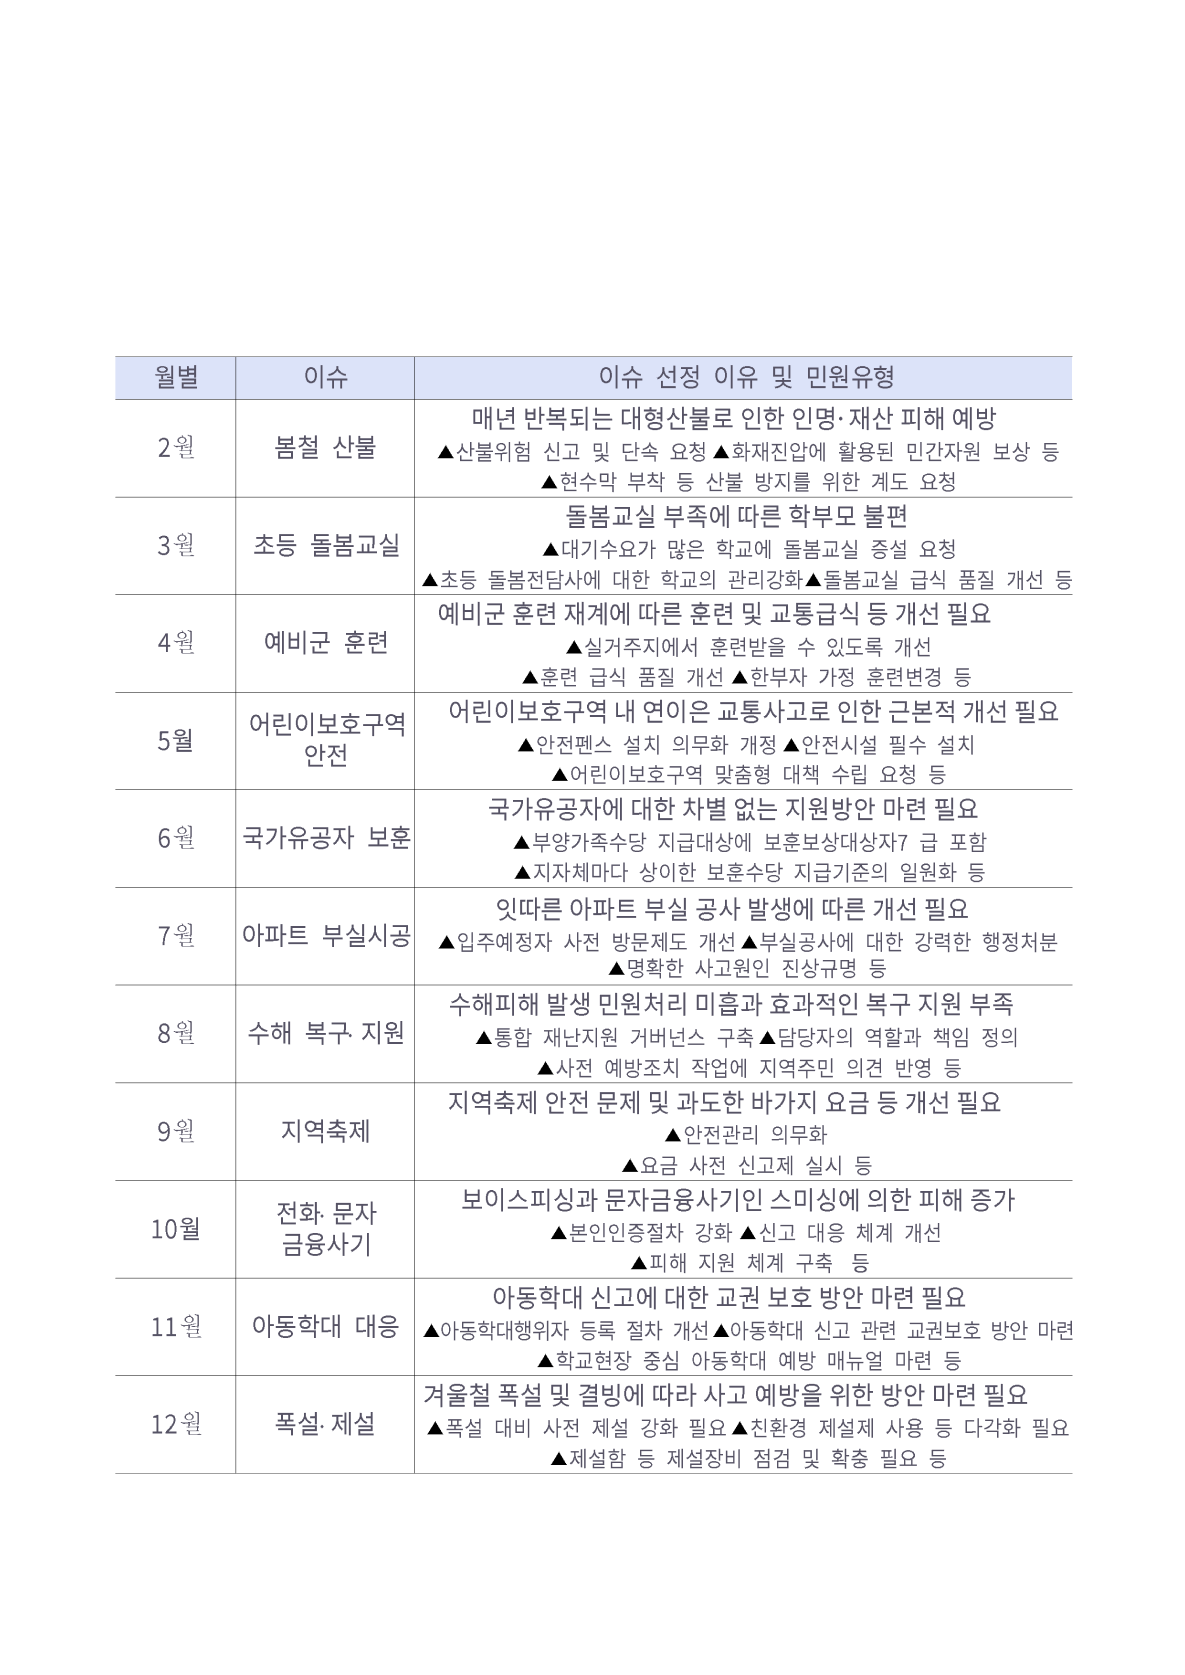 월별 이슈 이슈 선정 이유 및 민원유형
2월 봄철 산불
매년 반복되는 대형산불로 인한 인명·재산 피해 예방
▲산불위험 신고 및 단속 요청 ▲화재진압에 활용된 민간자원 보상 등
▲현수막 부착 등 산불 방지를 위한 계도 요청
3월 초등 돌봄교실
돌봄교실 부족에 따른 학부모 불편
▲대기수요가 많은 학교에 돌봄교실 증설 요청
▲초등 돌봄전담사에 대한 학교의 관리강화▲돌봄교실 급식 품질 개선 등
4월 예비군 훈련
예비군 훈련 재계에 따른 훈련 및 교통급식 등 개선 필요
▲실거주지에서 훈련받을 수 있도록 개선
▲훈련 급식 품질 개선 ▲한부자 가정 훈련변경 등
5월 어린이보호구역
안전
어린이보호구역 내 연이은 교통사고로 인한 근본적 개선 필요
▲안전펜스 설치 의무화 개정 ▲안전시설 필수 설치
▲어린이보호구역 맞춤형 대책 수립 요청 등
6월 국가유공자 보훈
국가유공자에 대한 차별 없는 지원방안 마련 필요
▲부양가족수당 지급대상에 보훈보상대상자7 급 포함
▲지자체마다 상이한 보훈수당 지급기준의 일원화 등
7월 아파트 부실시공
잇따른 아파트 부실 공사 발생에 따른 개선 필요
▲입주예정자 사전 방문제도 개선 ▲부실공사에 대한 강력한 행정처분
▲명확한 사고원인 진상규명 등
8월 수해 복구· 지원
수해피해 발생 민원처리 미흡과 효과적인 복구 지원 부족
▲통합 재난지원 거버넌스 구축 ▲담당자의 역할과 책임 정의
▲사전 예방조치 작업에 지역주민 의견 반영 등
9월 지역축제
지역축제 안전 문제 및 과도한 바가지 요금 등 개선 필요
▲안전관리 의무화
▲요금 사전 신고제 실시 등
10월 전화· 문자
금융사기
보이스피싱과 문자금융사기인 스미싱에 의한 피해 증가
▲본인인증절차 강화 ▲신고 대응 체계 개선
▲피해 지원 체계 구축 등
11월 아동학대 대응
아동학대 신고에 대한 교권 보호 방안 마련 필요
▲아동학대행위자 등록 절차 개선 ▲아동학대 신고 관련 교권보호 방안 마련
▲학교현장 중심 아동학대 예방 매뉴얼 마련 등
12월 폭설· 제설
겨울철 폭설 및 결빙에 따라 사고 예방을 위한 방안 마련 필요
▲폭설 대비 사전 제설 강화 필요 ▲친환경 제설제 사용 등 다각화 필요
▲제설함 등 제설장비 점검 및 확충 필요 등